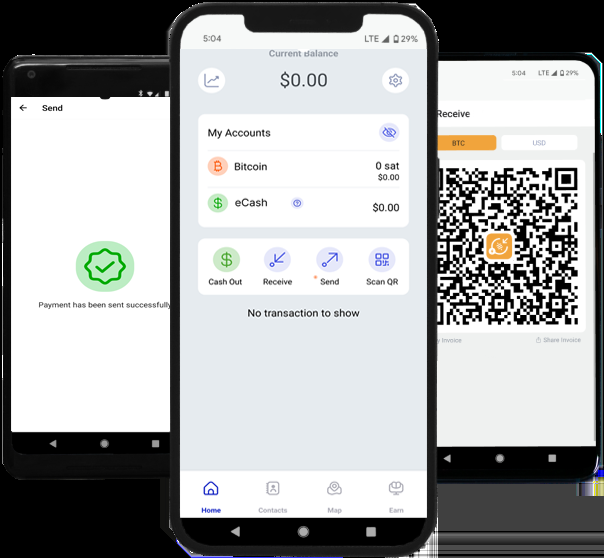 Send
Payment has been sent successfully
5:04 LTE 29%
Current Balance
$0.00
My Accounts
Bitcoin 0 sat
$0.00
eCash $0.00
Cash Out Receive Send Scan QR
No transaction to show
Home Contacts Map Earn
5:04 LTE 29%
Receive
BTC USD
Invoice Share Invoice